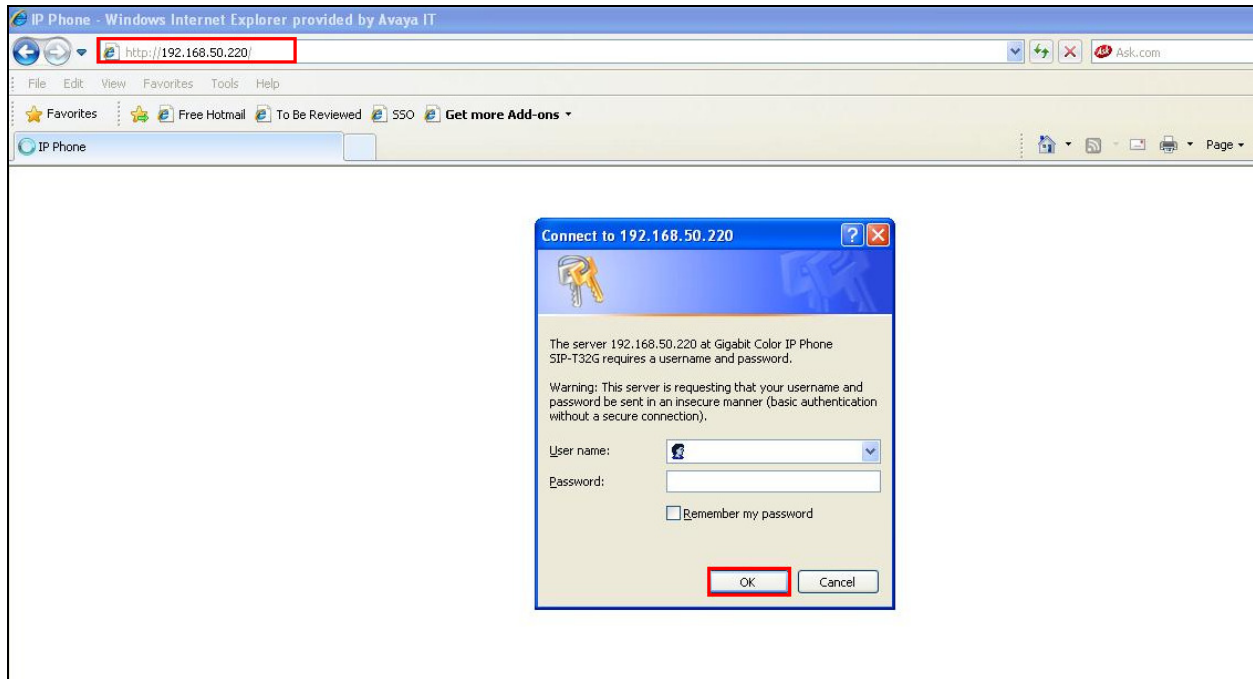 IP Phone - Windows Internet Explorer provided by Avaya IT
http://192.168.50.220/
Ask.com
File Edit View Favorites Tools Help
Favorites Free Hotmail To Be Reviewed SSO Get more Add-ons
IP Phone
Page
Connect to 192.168.50.220
The server 192.168.50.220 at Gigabit Color IP Phone
SIP-T32G requires a username and password.
Warning: This server is requesting that your username and
password be sent in an insecure manner (basic authentication
without a secure connection).
User name:
Password:
Remember my password
OK Cancel